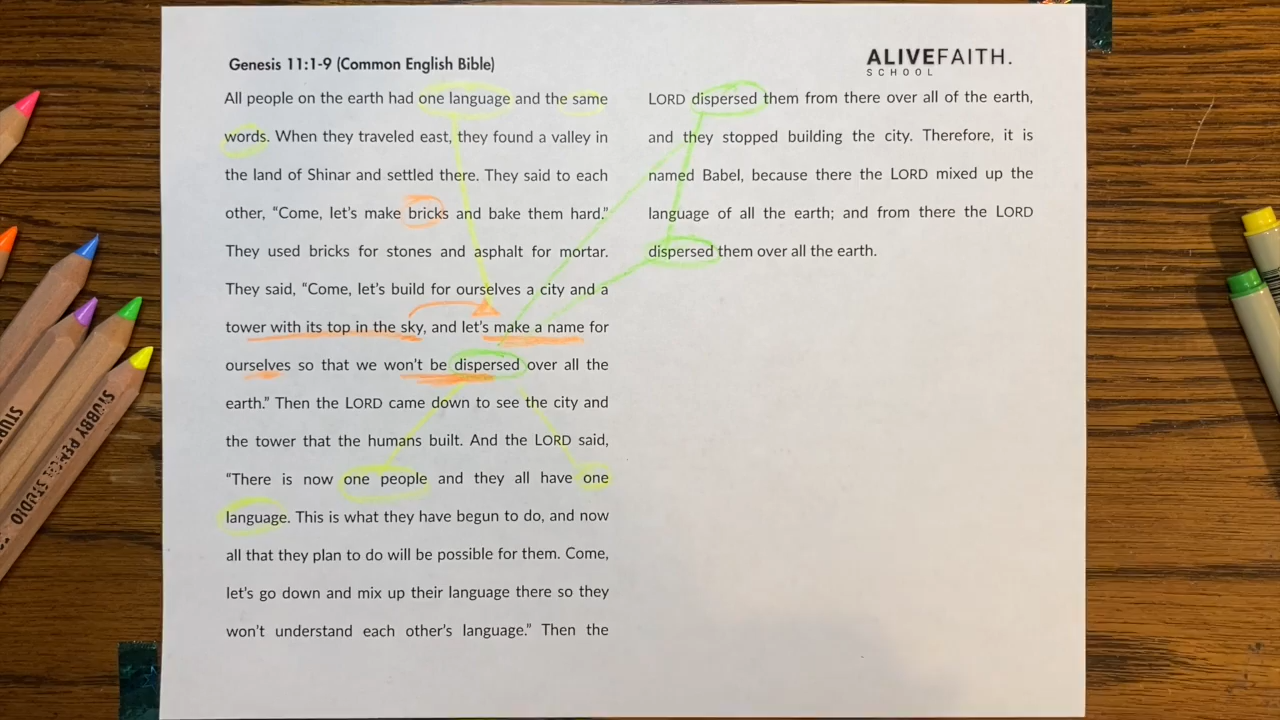 Genesis 11:1-9 (Common English Bible)
ALIVEFAITH.
SCHOOL
All people on the earth had one language and the same
words. When they traveled east, they found a valley in
the land of Shinar and settled there. They said to each
other, “Come, let’s make bricks and bake them hard.”
They used bricks for stones and asphalt for mortar.
They said, “Come, let’s build for ourselves a city and a
tower with its top in the sky, and let’s make a name for
ourselves so that we won’t be dispersed over all the
earth.” Then the LORD came down to see the city and
the tower that the humans built. And the LORD said,
“There is now one people and they all have one
language. This is what they have begun to do, and now
all that they plan to do will be possible for them. Come,
let’s go down and mix up their language there so they
won’t understand each other’s language.” Then the
LORD dispersed them from there over all of the earth,
and they stopped building the city. Therefore, it is
named Babel, because there the LORD mixed up the
language of all the earth; and from there the LORD
dispersed them over all the earth.
STUBBY PENCIL STUDIO
STU